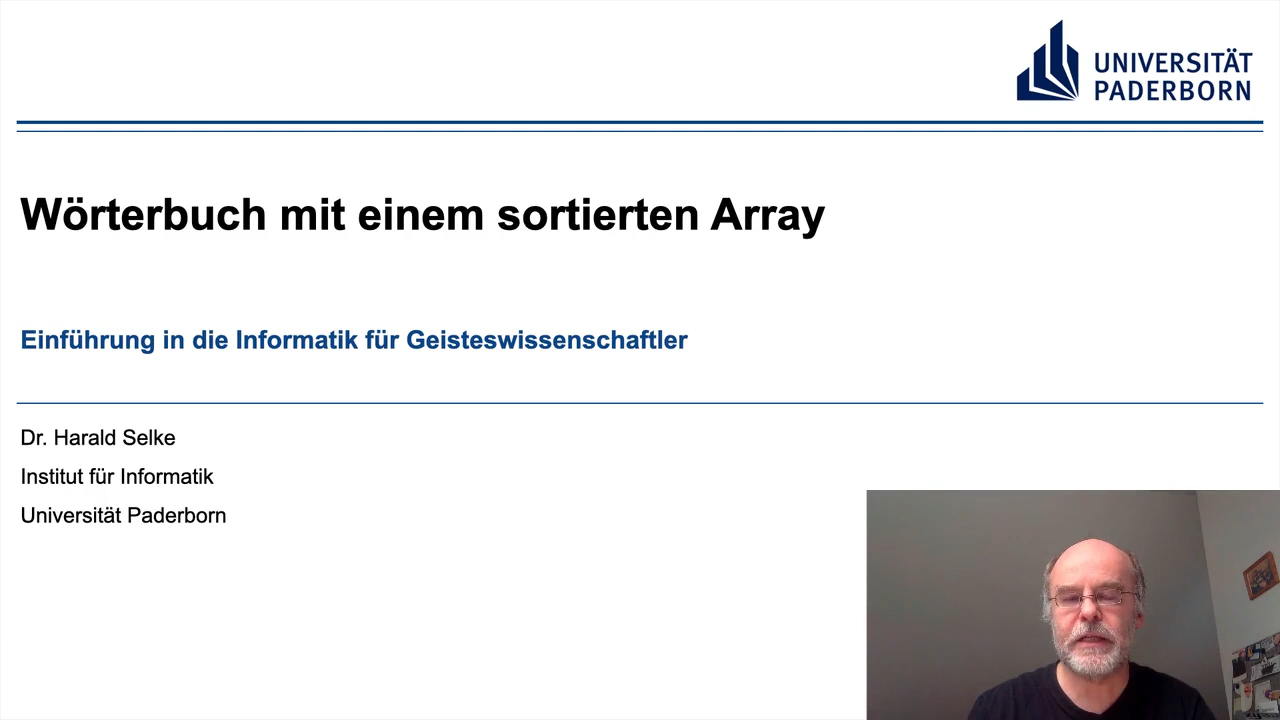 UNIVERSITÄT
PADERBORN
Wörterbuch mit einem sortierten Array
Einführung in die Informatik für Geisteswissenschaftler
Dr. Harald Selke
Institut für Informatik
Universität Paderborn